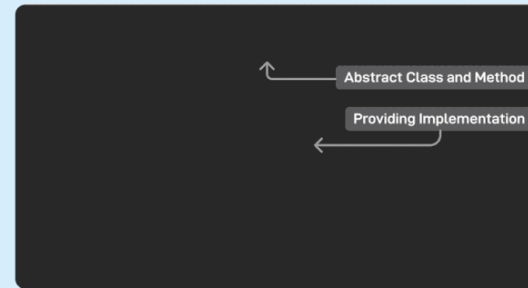 Abstract Class and Method
Providing Implementation